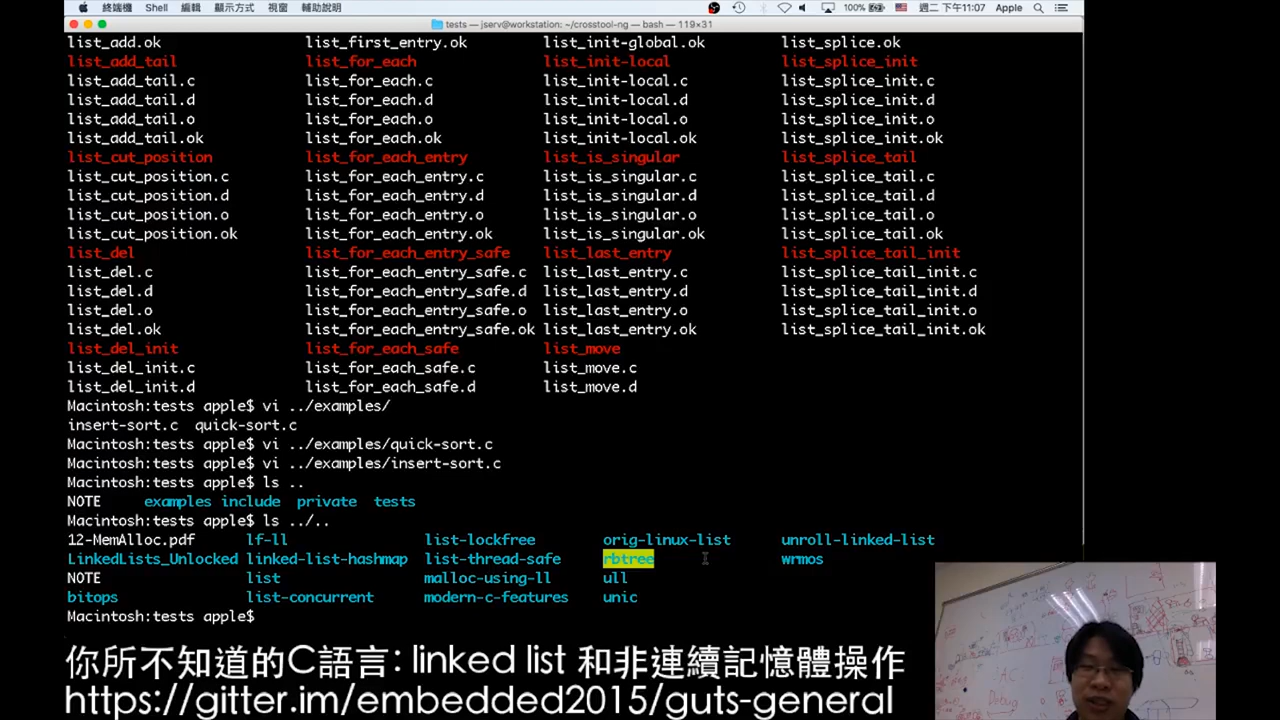 終端機 Shell 編輯 顯示方式 視窗 輔助說明 100% 週二 下午11:07 Apple
tests — jserv@workstation: ~/crosstool-ng — bash — 119×31
list_add.ok list_first_entry.ok list_init-global.ok list_splice.ok
list_add_tail list_for_each list_init-local list_splice_init
list_add_tail.c list_for_each.c list_init-local.c list_splice_init.c
list_add_tail.d list_for_each.d list_init-local.d list_splice_init.d
list_add_tail.o list_for_each.o list_init-local.o list_splice_init.o
list_add_tail.ok list_for_each.ok list_init-local.ok list_splice_init.ok
list_cut_position list_for_each_entry list_is_singular list_splice_tail
list_cut_position.c list_for_each_entry.c list_is_singular.c list_splice_tail.c
list_cut_position.d list_for_each_entry.d list_is_singular.d list_splice_tail.d
list_cut_position.o list_for_each_entry.o list_is_singular.o list_splice_tail.o
list_cut_position.ok list_for_each_entry.ok list_is_singular.ok list_splice_tail.ok
list_del list_for_each_entry_safe list_last_entry list_splice_tail_init
list_del.c list_for_each_entry_safe.c list_last_entry.c list_splice_tail_init.c
list_del.d list_for_each_entry_safe.d list_last_entry.d list_splice_tail_init.d
list_del.o list_for_each_entry_safe.o list_last_entry.o list_splice_tail_init.o
list_del.ok list_for_each_entry_safe.ok list_last_entry.ok list_splice_tail_init.ok
list_del_init list_for_each_safe list_move
list_del_init.c list_for_each_safe.c list_move.c
list_del_init.d list_for_each_safe.d list_move.d
Macintosh:tests apple$ vi ../examples/
insert-sort.c quick-sort.c
Macintosh:tests apple$ vi ../examples/quick-sort.c
Macintosh:tests apple$ vi ../examples/insert-sort.c
Macintosh:tests apple$ ls ..
NOTE examples include private tests
Macintosh:tests apple$ ls ../..
12-MemAlloc.pdf lf-ll list-lockfree orig-linux-list unroll-linked-list
LinkedLists_Unlocked linked-list-hashmap list-thread-safe rbtree wrmos
NOTE list malloc-using-ll ull
bitops list-concurrent modern-c-features unic
Macintosh:tests apple$
你所不知道的C語言: linked list 和非連續記憶體操作
https://gitter.im/embedded2015/guts-general